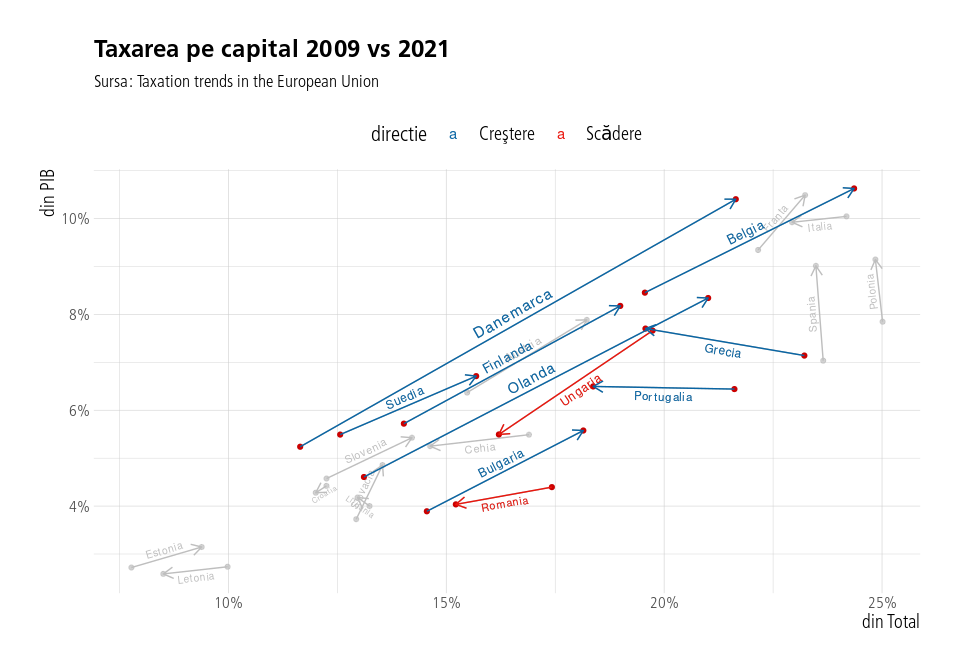 Taxarea pe capital 2009 vs 2021
Sursa: Taxation trends in the European Union
directie a Creştere a Scădere
din PIB
10%
8%
6%
4%
Danemarca
Belgia
Franta
Italia
Polonia
Spania
Finlanda
Suedia
Olanda
Grecia
Ungaria
Portugalia
Slovenia
Cehia
Bulgaria
Romania
Estonia
Letonia
10% 15% 20% 25%
din Total